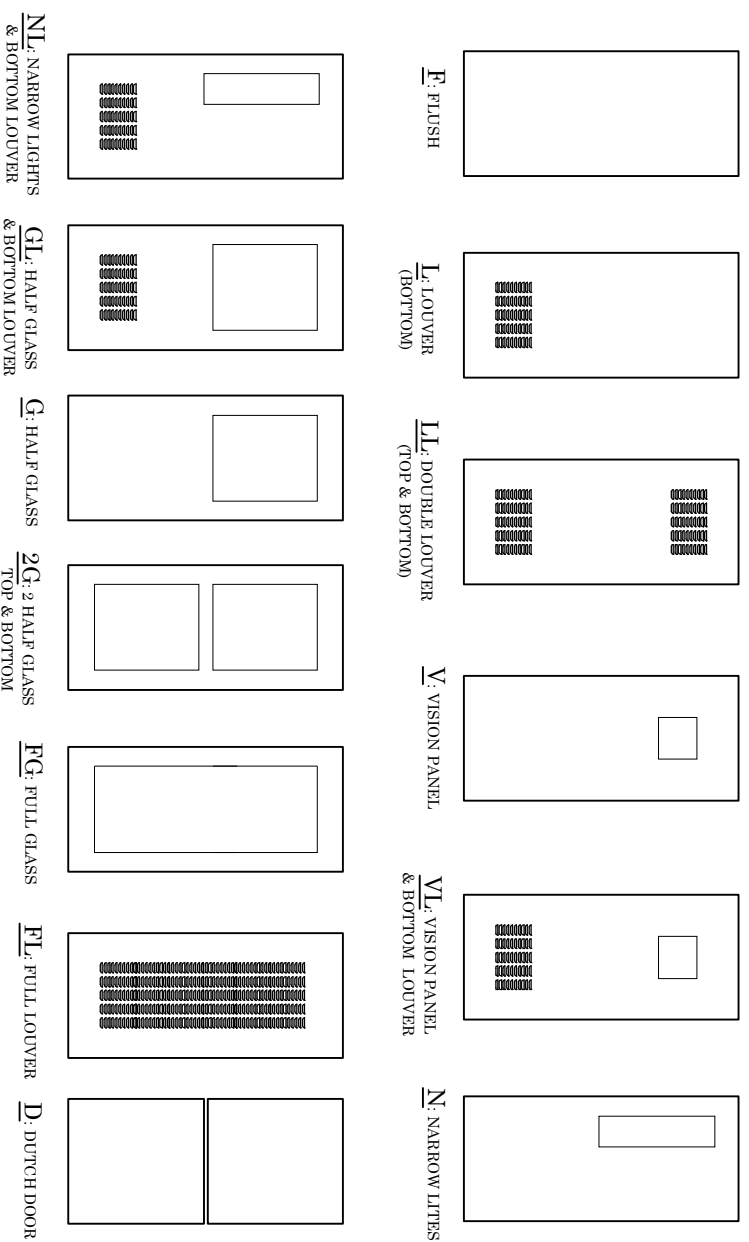 F: FLUSH
L: LOUVER
(BOTTOM)
LL: DOUBLE LOUVER
(TOP & BOTTOM)
V: VISION PANEL
VL: VISION PANEL
& BOTTOM LOUVER
N: NARROW LITES
NL: NARROW LIGHTS
& BOTTOM LOUVER
GL: HALF GLASS
& BOTTOM LOUVER
G: HALF GLASS
2G: 2 HALF GLASS
TOP & BOTTOM
FG: FULL GLASS
FL: FULL LOUVER
D: DUTCH DOOR